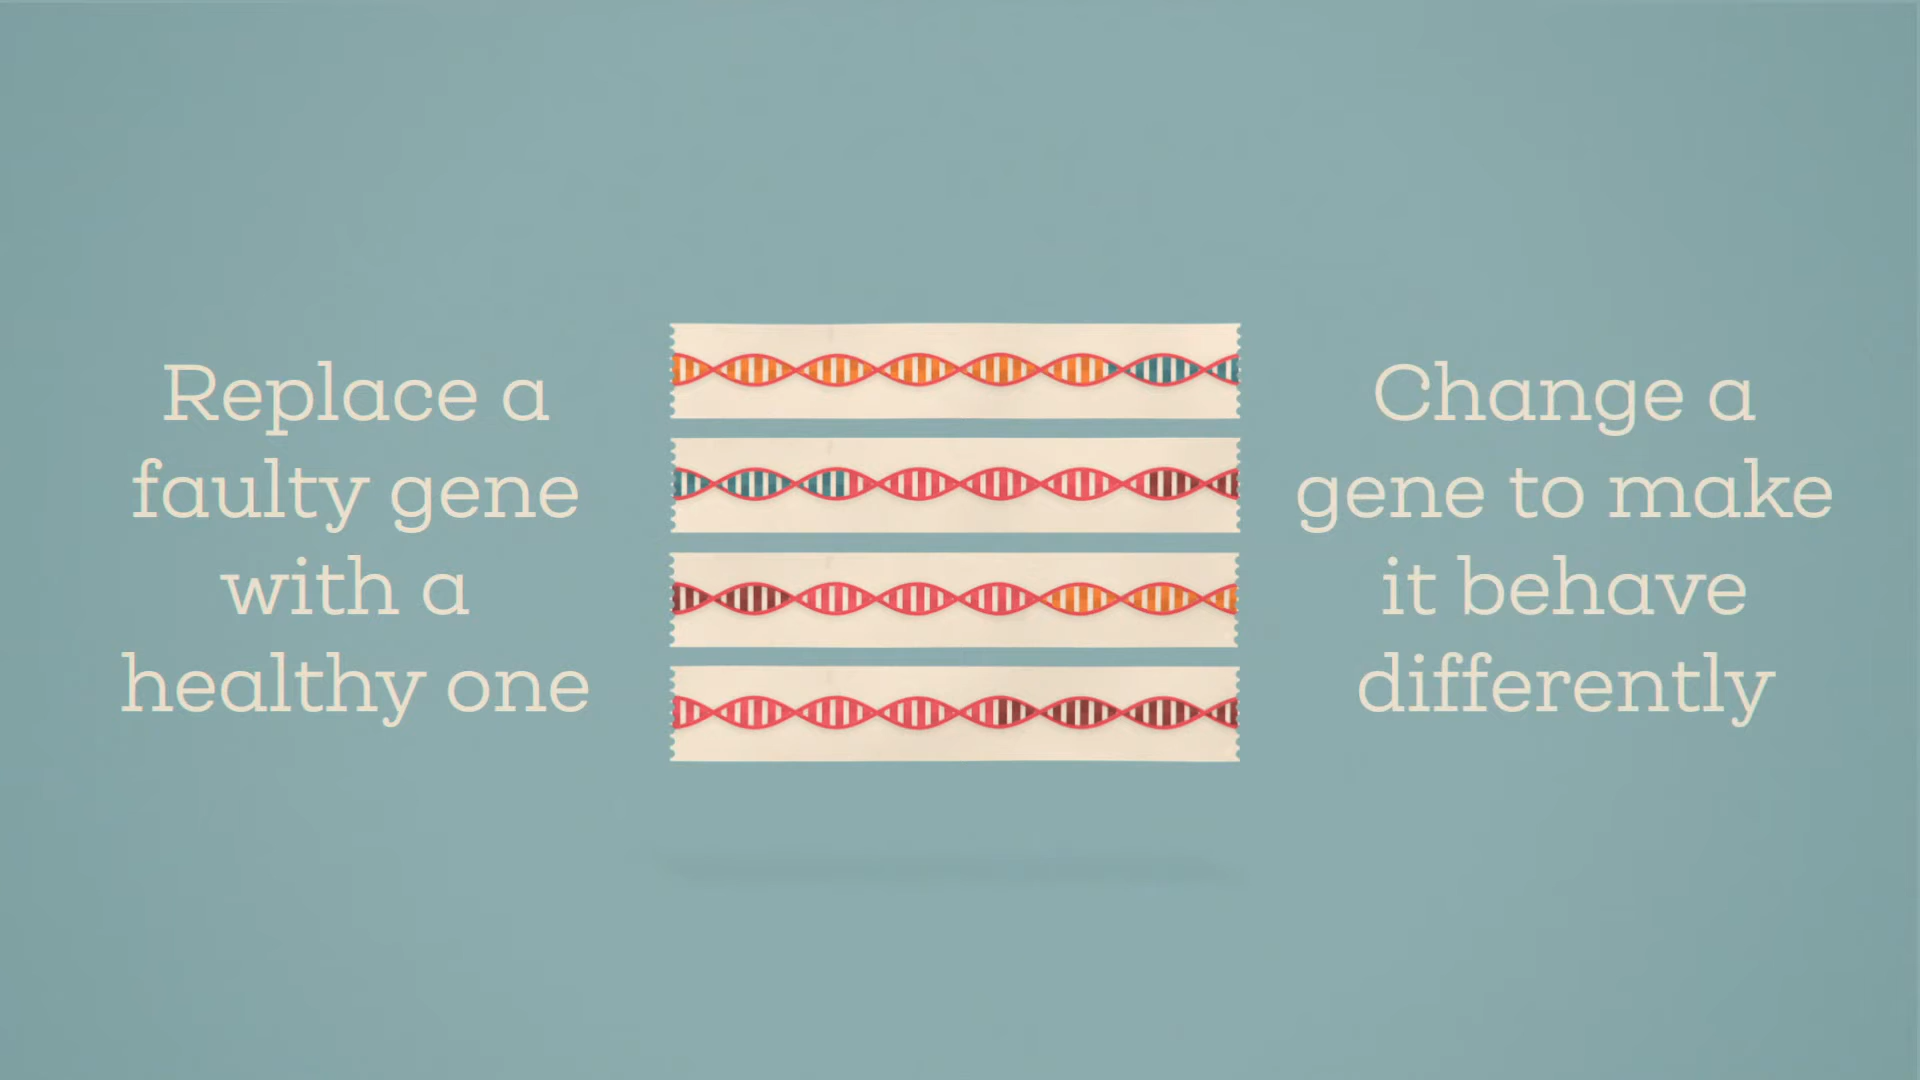 Replace a
faulty gene
with a
healthy one
Change a
gene to make
it behave
differently